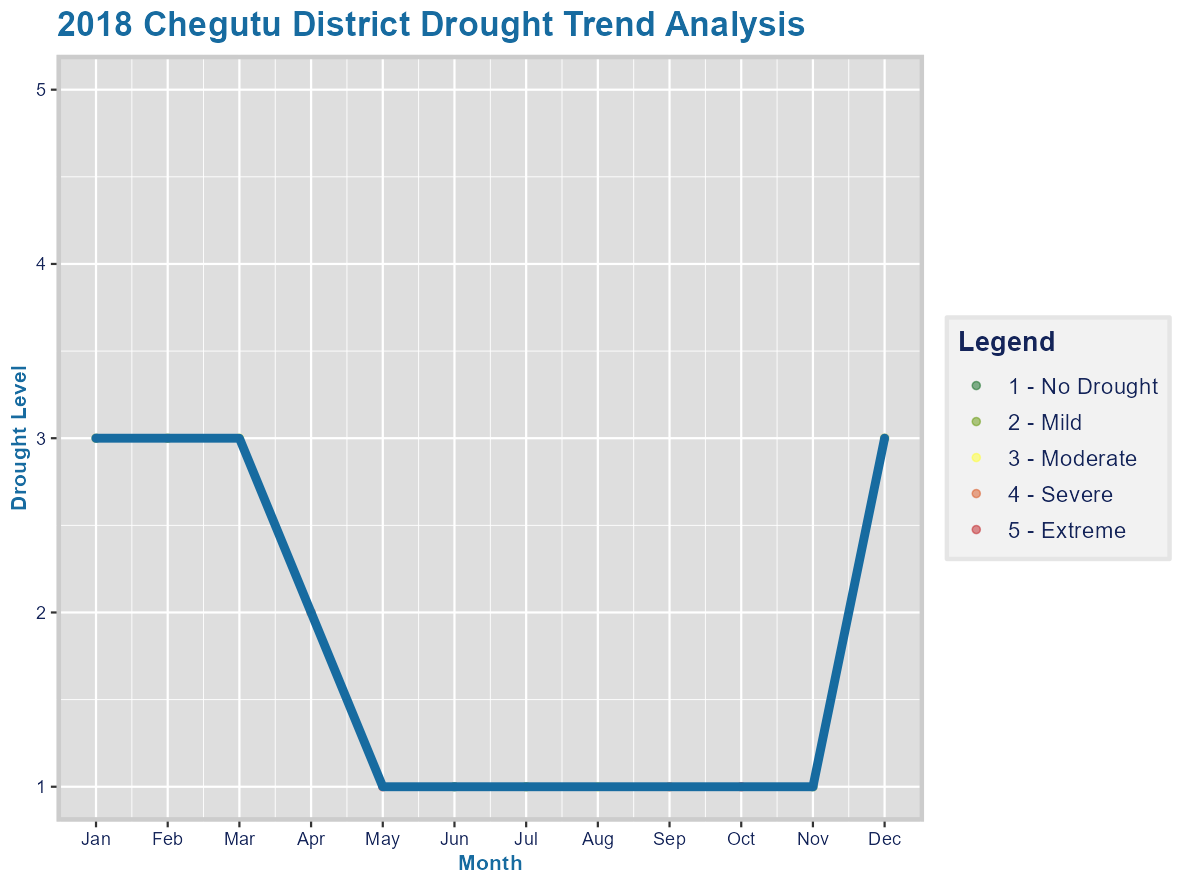 2018 Chegutu District Drought Trend Analysis
5
4
3
2
1
Drought Level
Jan Feb Mar Apr May Jun Jul Aug Sep Oct Nov Dec
Month
Legend
1 - No Drought
2 - Mild
3 - Moderate
4 - Severe
5 - Extreme